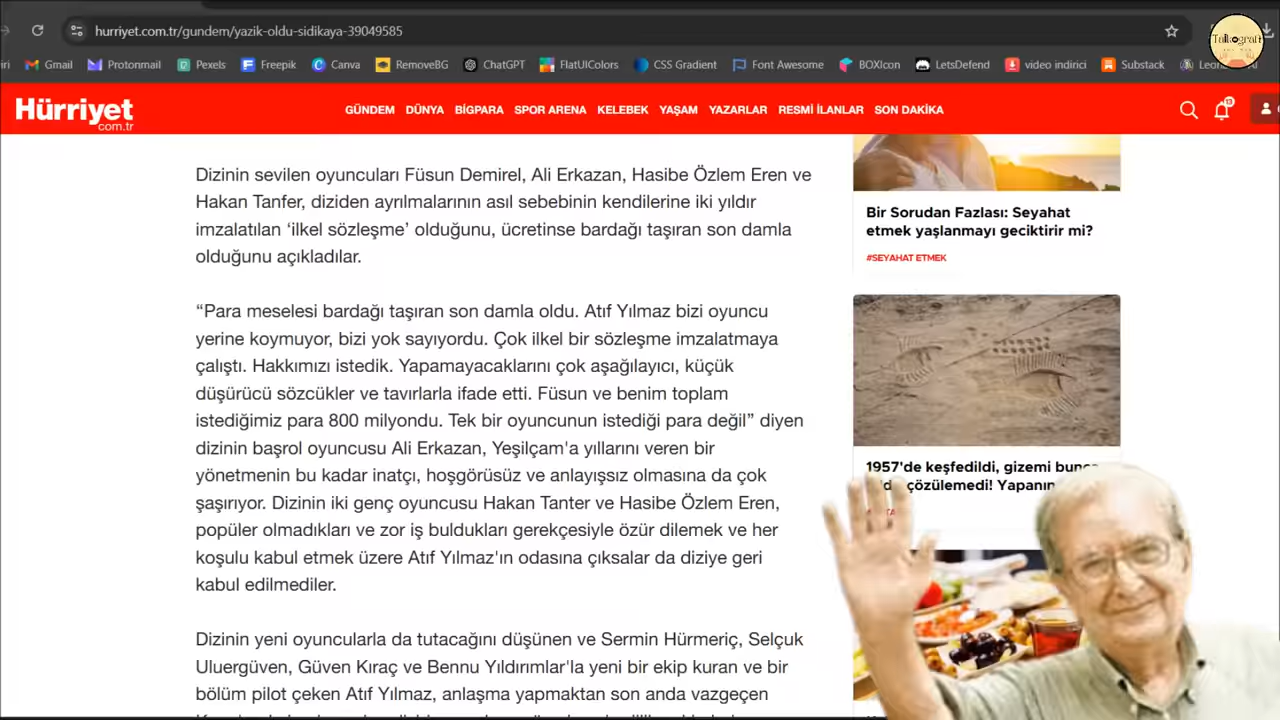 hurriyet.com.tr/gundem/yazik-oldu-sidikaya-39049585
Gmail Protonmail Pexels Freepik Canva RemoveBG ChatGPT FlatUIColors CSS Gradient Font Awesome BOXIcon LetsDefend video indirici Substack
Hürriyet
com.tr
GÜNDEM DÜNYA BİGPARA SPOR ARENA KELEBEK YAŞAM YAZARLAR RESMİ İLANLAR SON DAKİKA
Dizinin sevilen oyuncuları Füsun Demirel, Ali Erkazan, Hasibe Özlem Eren ve
Hakan Tanfer, diziden ayrılmalarının asıl sebebinin kendilerine iki yıldır
imzalatılan ‘ilkel sözleşme’ olduğunu, ücretinse bardağı taşıran son damla
olduğunu açıkladılar.
“Para meselesi bardağı taşıran son damla oldu. Atıf Yılmaz bizi oyuncu
yerine koymuyor, bizi yok sayıyordu. Çok ilkel bir sözleşme imzalatmaya
çalıştı. Hakkımızı istedik. Yapamayacaklarını çok aşağılayıcı, küçük
düşürücü sözcükler ve tavırlarla ifade etti. Füsun ve benim toplam
istediğimiz para 800 milyondu. Tek bir oyuncunun istediği para değil” diyen
dizinin başrol oyuncusu Ali Erkazan, Yeşilçam'a yıllarını veren bir
yönetmenin bu kadar inatçı, hoşgörüsüz ve anlayışsız olmasına da çok
şaşırıyor. Dizinin iki genç oyuncusu Hakan Tanter ve Hasibe Özlem Eren,
popüler olmadıkları ve zor iş buldukları gerekçesiyle özür dilemek ve her
koşulu kabul etmek üzere Atıf Yılmaz'ın odasına çıksalar da diziye geri
kabul edilmediler.
Dizinin yeni oyuncularla da tutacağını düşünen ve Sermin Hürmeriç, Selçuk
Uluergüven, Güven Kıraç ve Bennu Yıldırımlar'la yeni bir ekip kuran ve bir
bölüm pilot çeken Atıf Yılmaz, anlaşma yapmaktan son anda vazgeçen
Bir Sorudan Fazlası: Seyahat
etmek yaşlanmayı geciktirir mi?
#SEYAHAT ETMEK
1957'de keşfedildi, gizemi bunca
çözülemedi! Yapanın